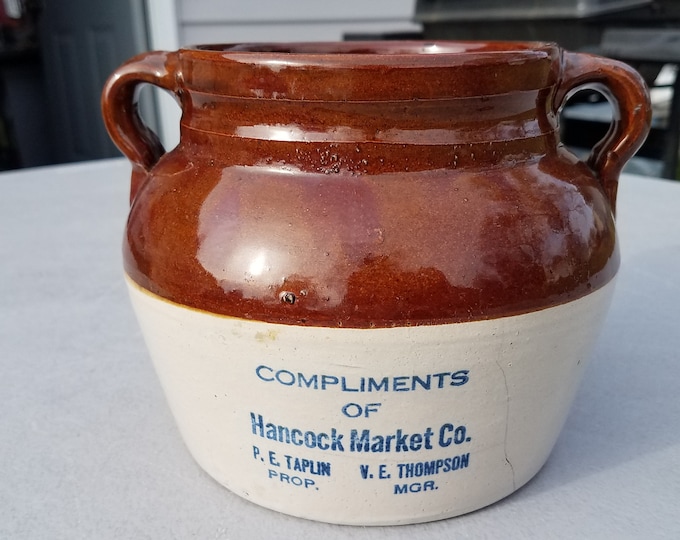 COMPLIMENTS
OF
Hancock Market Co.
P. E. TAPLIN V. E. THOMPSON
PROP. MGR.